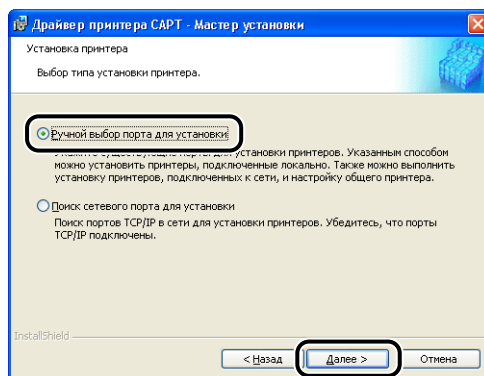 Драйвер принтера CAPT - Мастер установки
Установка принтера
Выбор типа установки принтера.
Ручной выбор порта для установки
порты для установки принтеров. Указанным способом
можно установить принтеры, подключенные локально. Также можно выполнить
установку принтеров, подключенных к сети, и настройку общего принтера.
Поиск сетевого порта для установки
Поиск портов TCP/IP в сети для установки принтеров. Убедитесь, что порты
TCP/IP подключены.
InstallShield
< Назад
Далее >
Отмена